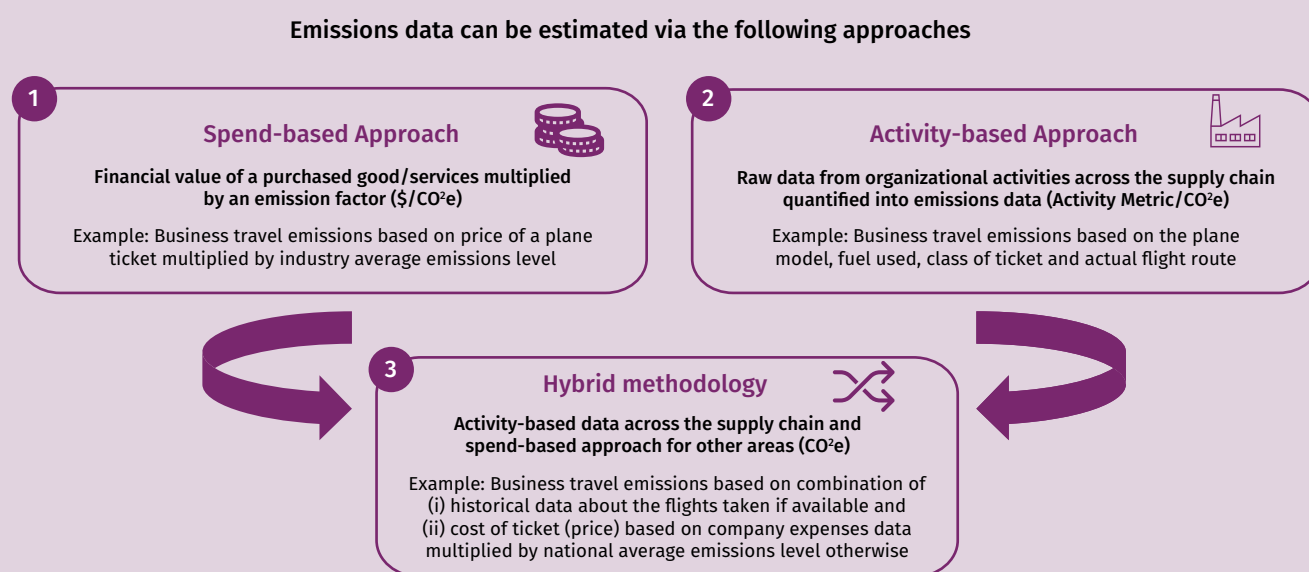 Emissions data can be estimated via the following approaches
1
Spend-based Approach
Financial value of a purchased good/services multiplied
by an emission factor ($/CO²e)
Example: Business travel emissions based on price of a plane
ticket multiplied by industry average emissions level
2
Activity-based Approach
Raw data from organizational activities across the supply chain
quantified into emissions data (Activity Metric/CO²e)
Example: Business travel emissions based on the plane
model, fuel used, class of ticket and actual flight route
3
Hybrid methodology
Activity-based data across the supply chain and
spend-based approach for other areas (CO²e)
Example: Business travel emissions based on combination of
(i) historical data about the flights taken if available and
(ii) cost of ticket (price) based on company expenses data
multiplied by national average emissions level otherwise